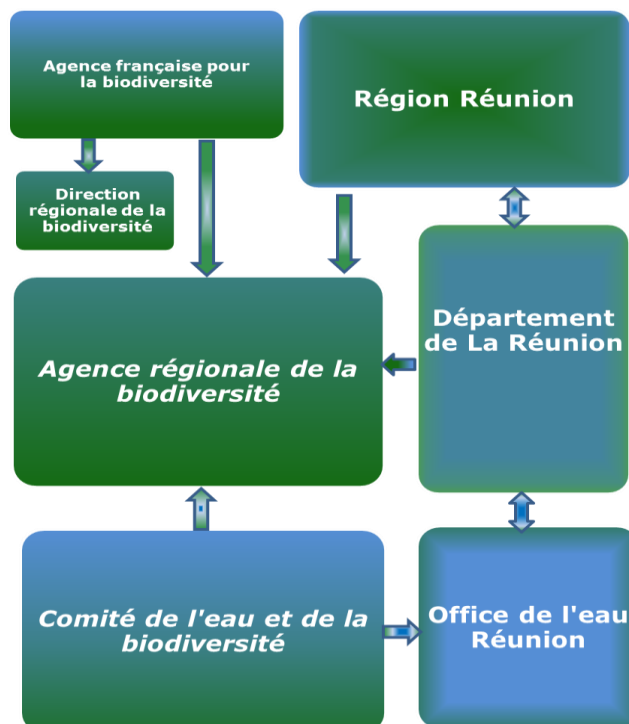 Agence française pour
la biodiversité
Région Réunion
Direction
régionale de la
biodiversité
Département
de La Réunion
Agence régionale de la
biodiversité
Comité de l'eau et de la
biodiversité
Office de l'eau
Réunion